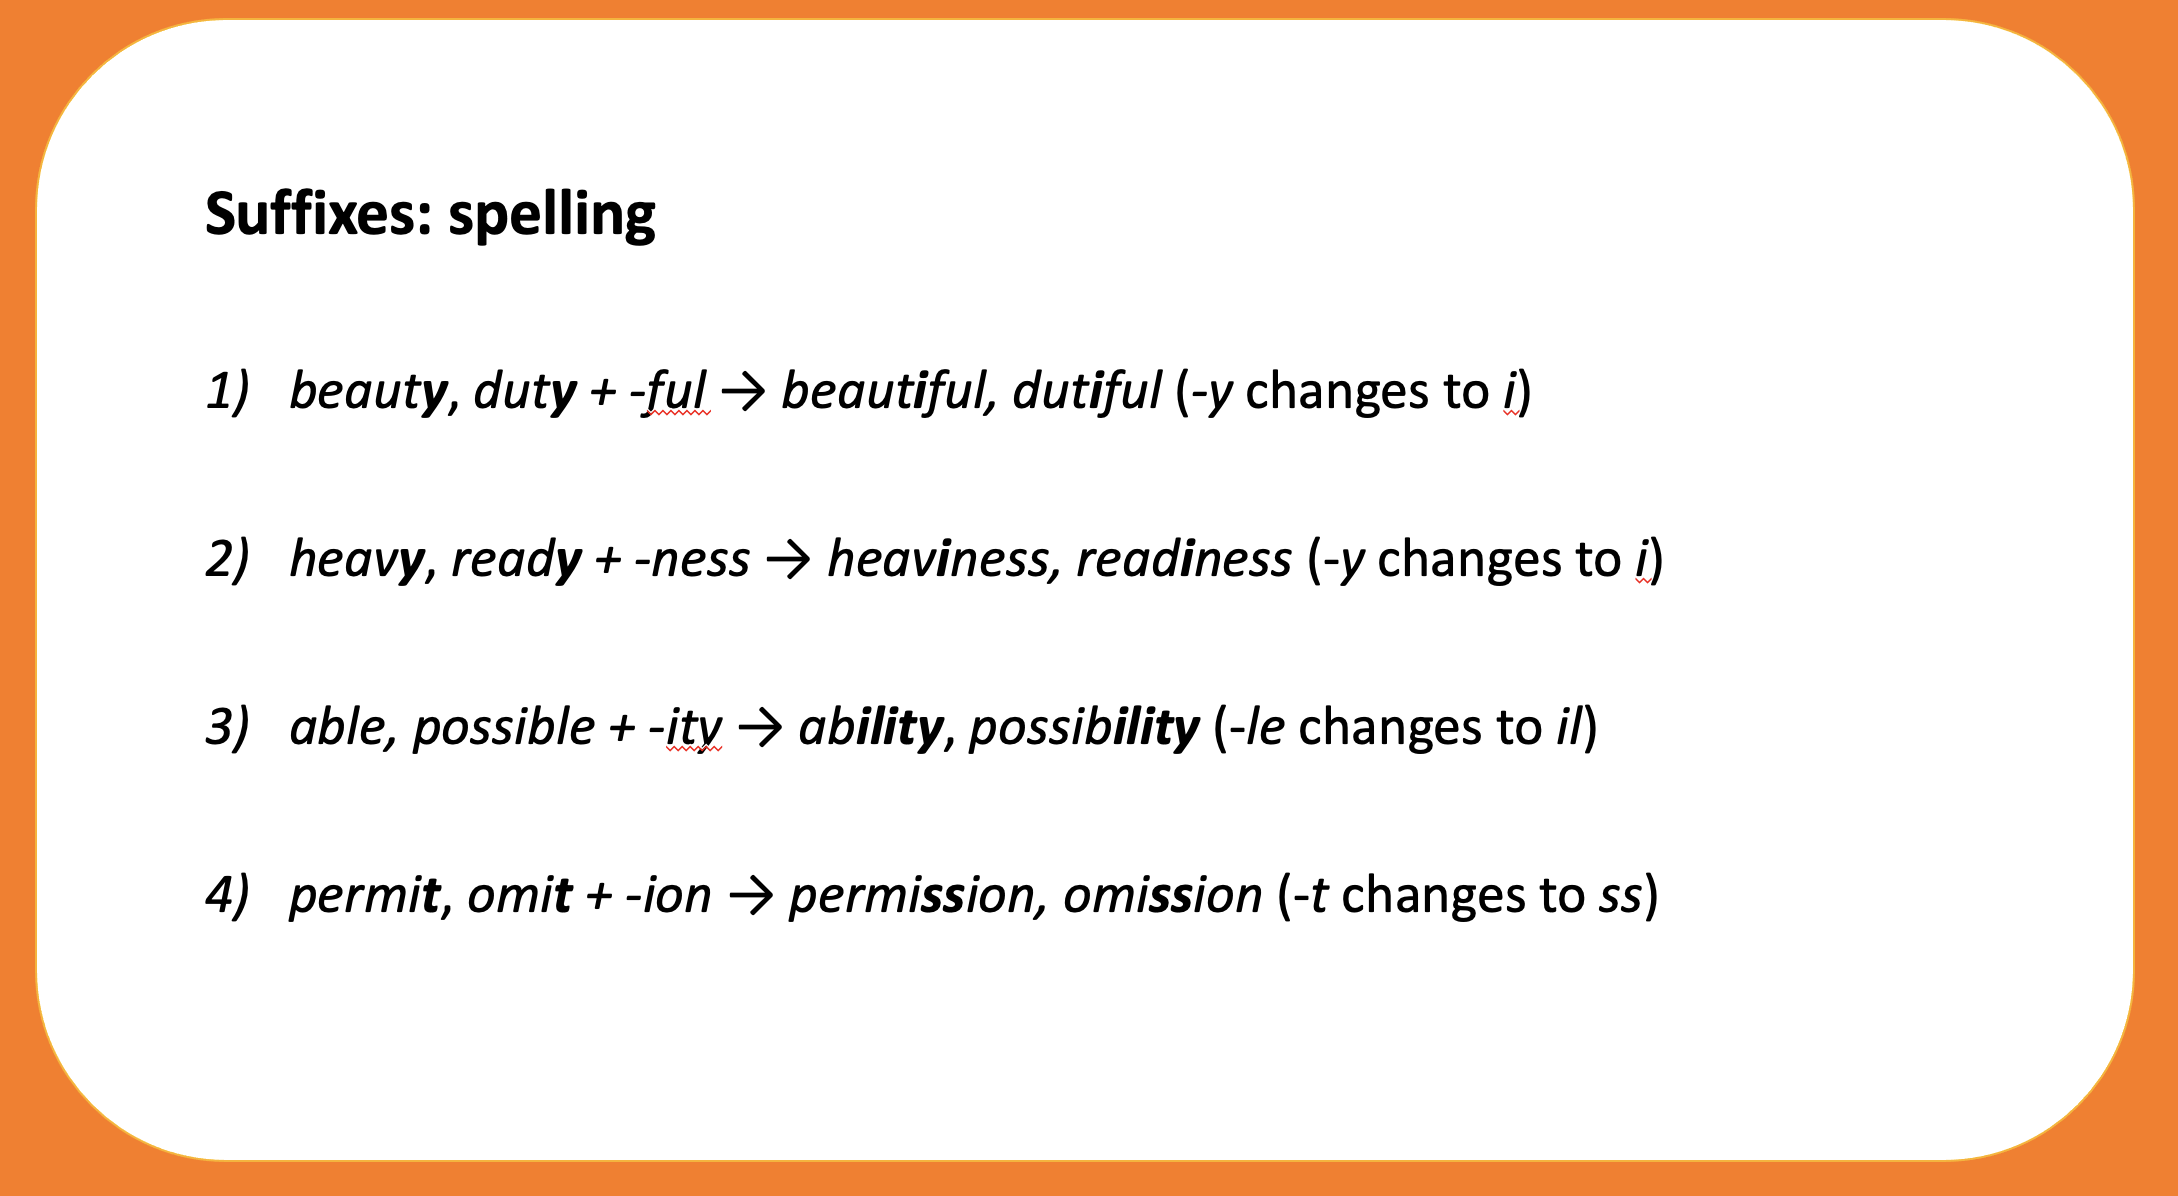 Suffixes: spelling
1) beauty, duty + -ful → beautiful, dutiful (-y changes to i)
2) heavy, ready + -ness → heaviness, readiness (-y changes to i)
3) able, possible + -ity → ability, possibility (-le changes to il)
4) permit, omit + -ion → permission, omission (-t changes to ss)